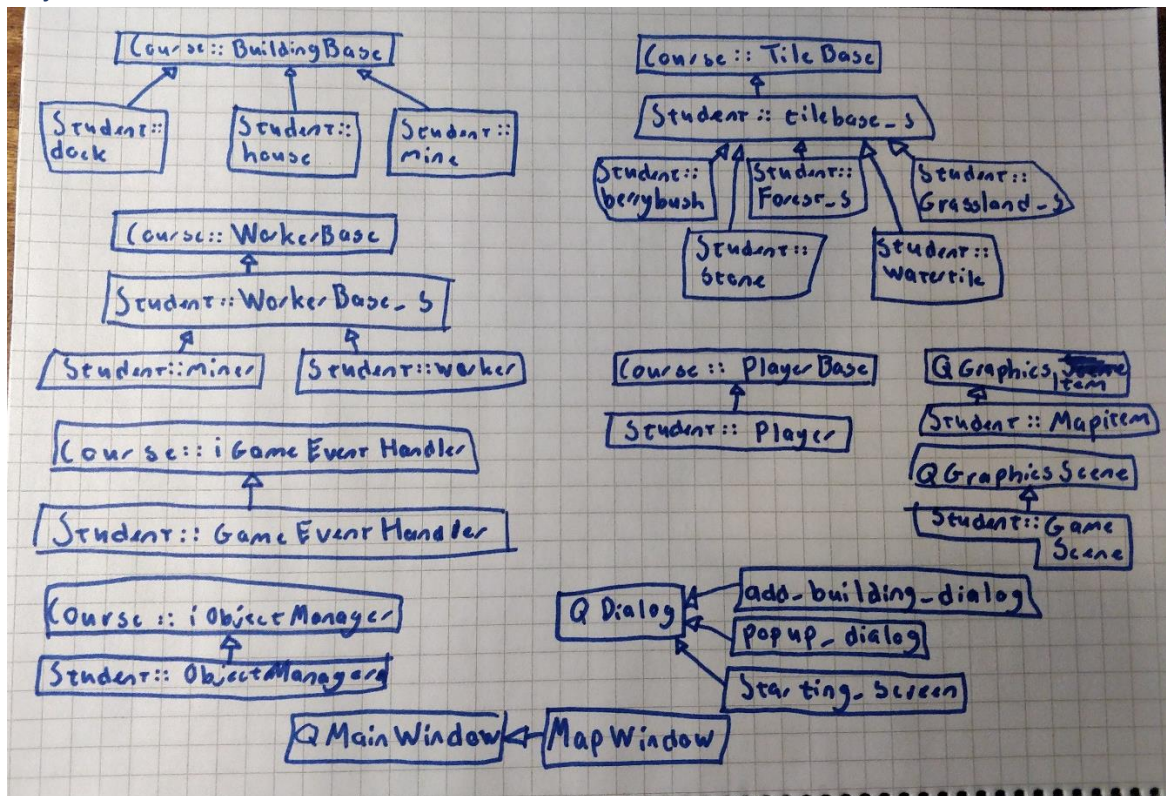 Course::BuildingBase
Student::
dock
Student::
house
Student::
mine
Course::WorkerBase
Student::WorkerBase_S
Student::miner
Student::worker
Course::iGameEventHandler
Student::GameEventHandler
Course::iObjectManager
Student::ObjectManager
Course::TileBase
Student::tilebase_s
Student::
berrybush
Student::
Forest_s
Student::
Grassland_s
Student::
stone
Student::
watertile
Course::PlayerBase
Student::Player
QGraphics
Item
Student::Mapitem
QGraphicsScene
Student::Game
Scene
QDialog
add_building_dialog
popup_dialog
Starting_screen
QMainWindow
MapWindow